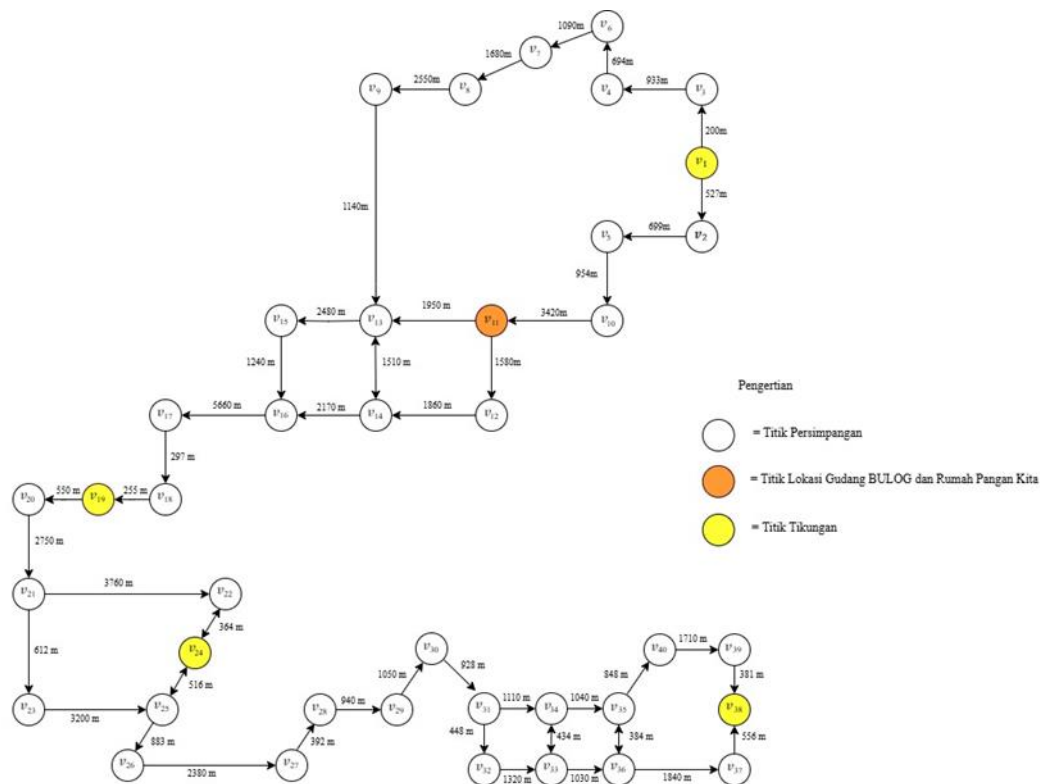 1090m
v6
v7
1680m
694m
2550m
933m
v9
v8
v4
v3
200m
v1
527m
1140m
699m
v5
v2
954m
2480 m
1950 m
3420m
v15
v13
v11
v10
1240 m
1510 m
1580m
Pengertian
5660 m
2170 m
1860 m
v17
v16
v14
v12
= Titik Persimpangan
297 m
= Titik Lokasi Gudang BULOG dan Rumah Pangan Kita
550 m
255 m
v20
v19
v18
= Titik Tikungan
2750 m
3760 m
v21
v22
364 m
612 m
v24
1710 m
v30
v40
v39
928 m
848 m
381 m
516 m
1050 m
940 m
1110 m
1040 m
3200 m
v23
v25
v28
v29
v31
v34
v35
v38
883 m
392 m
448 m
434 m
384 m
556 m
v26
v27
v32
v33
v36
v37
2380 m
1320 m
1030 m
1840 m